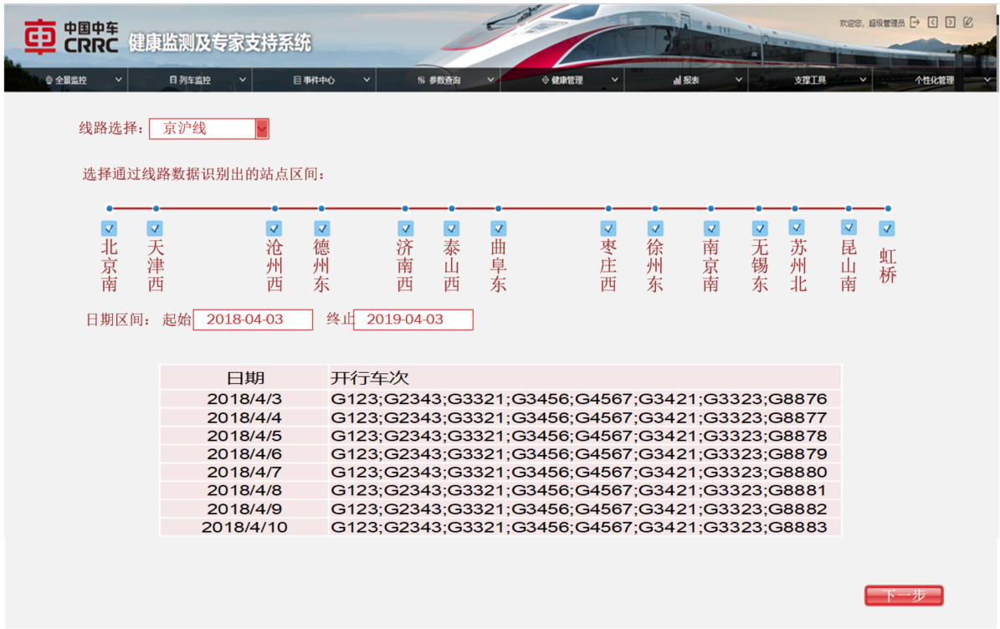 中国中车
CRRC 健康监测及专家支持系统
欢迎您，超级管理员
全景监控 列车监控 事件中心 参数查询 健康管理 报表 支撑工具 个性化管理
线路选择： 京沪线
选择通过线路数据识别出的站点区间：
北京南 天津西 沧州西 德州东 济南西 泰山西 曲阜东 枣庄西 徐州东 南京南 无锡东 苏州北 昆山南 虹桥
日期区间： 起始 2018-04-03 终止 2019-04-03
日期 开行车次
2018/4/3 G123;G2343;G3321;G3456;G4567;G3421;G3323;G8876
2018/4/4 G123;G2343;G3321;G3456;G4567;G3421;G3323;G8877
2018/4/5 G123;G2343;G3321;G3456;G4567;G3421;G3323;G8878
2018/4/6 G123;G2343;G3321;G3456;G4567;G3421;G3323;G8879
2018/4/7 G123;G2343;G3321;G3456;G4567;G3421;G3323;G8880
2018/4/8 G123;G2343;G3321;G3456;G4567;G3421;G3323;G8881
2018/4/9 G123;G2343;G3321;G3456;G4567;G3421;G3323;G8882
2018/4/10 G123;G2343;G3321;G3456;G4567;G3421;G3323;G8883
下一步